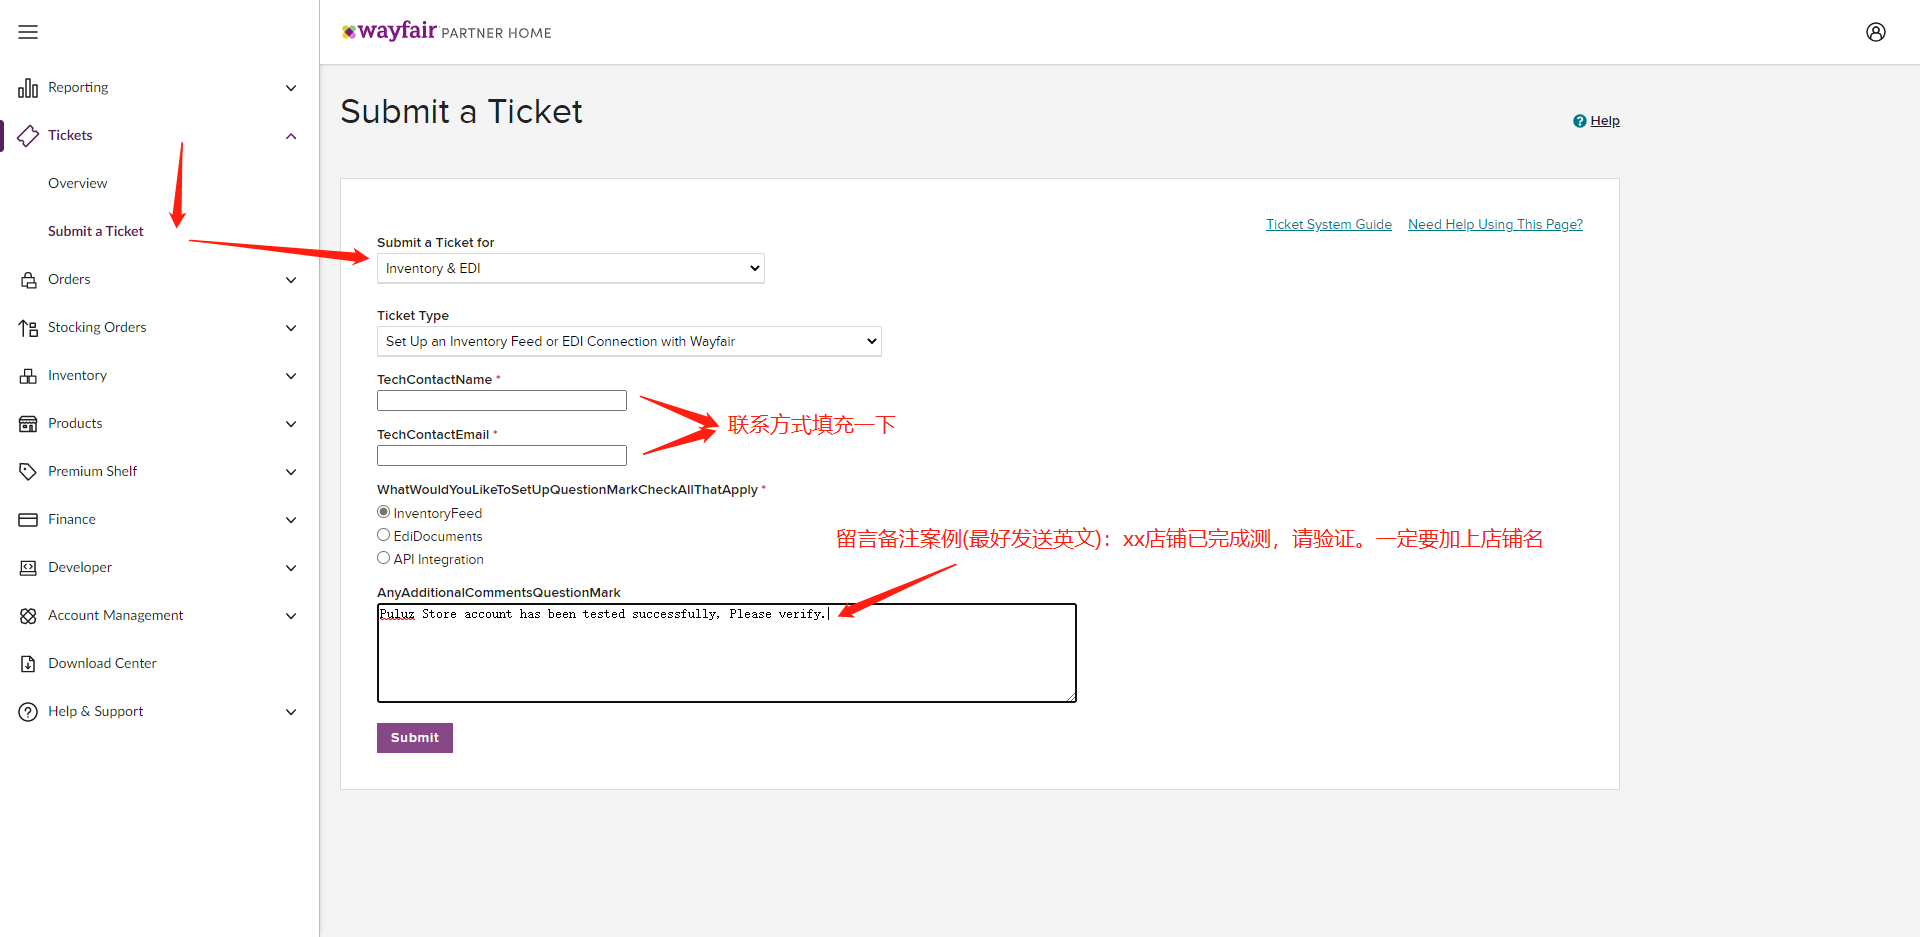 wayfair PARTNER HOME
Reporting
Tickets
Overview
Submit a Ticket
Orders
Stocking Orders
Inventory
Products
Premium Shelf
Finance
Developer
Account Management
Download Center
Help & Support
Submit a Ticket
Help
Ticket System Guide Need Help Using This Page?
Submit a Ticket for
Inventory & EDI
Ticket Type
Set Up an Inventory Feed or EDI Connection with Wayfair
TechContactName *
TechContactEmail *
联系方式填充一下
WhatWouldYouLikeToSetUpQuestionMarkCheckAllThatApply *
InventoryFeed
EdiDocuments
API Integration
留言备注案例(最好发送英文)：xx店铺已完成测，请验证。一定要加上店铺名
AnyAdditionalCommentsQuestionMark
Puluz Store account has been tested successfully, Please verify.
Submit